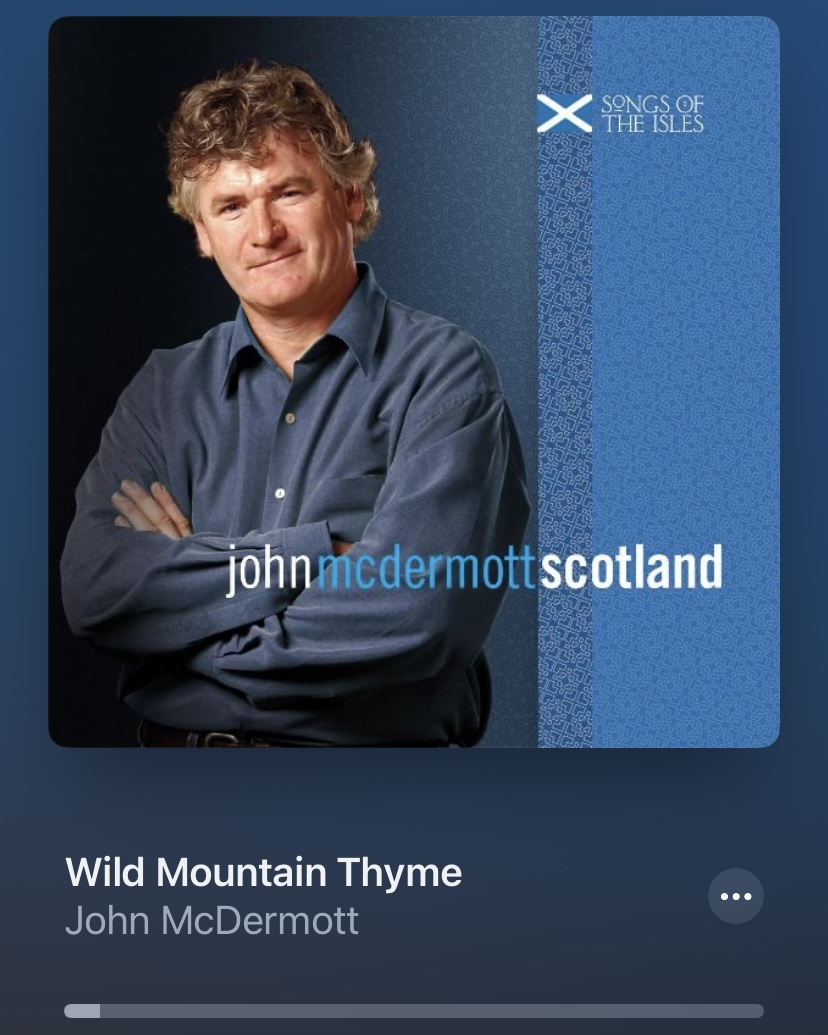 SONGS OF
THE ISLES
johnmcdermottscotland
Wild Mountain Thyme
John McDermott